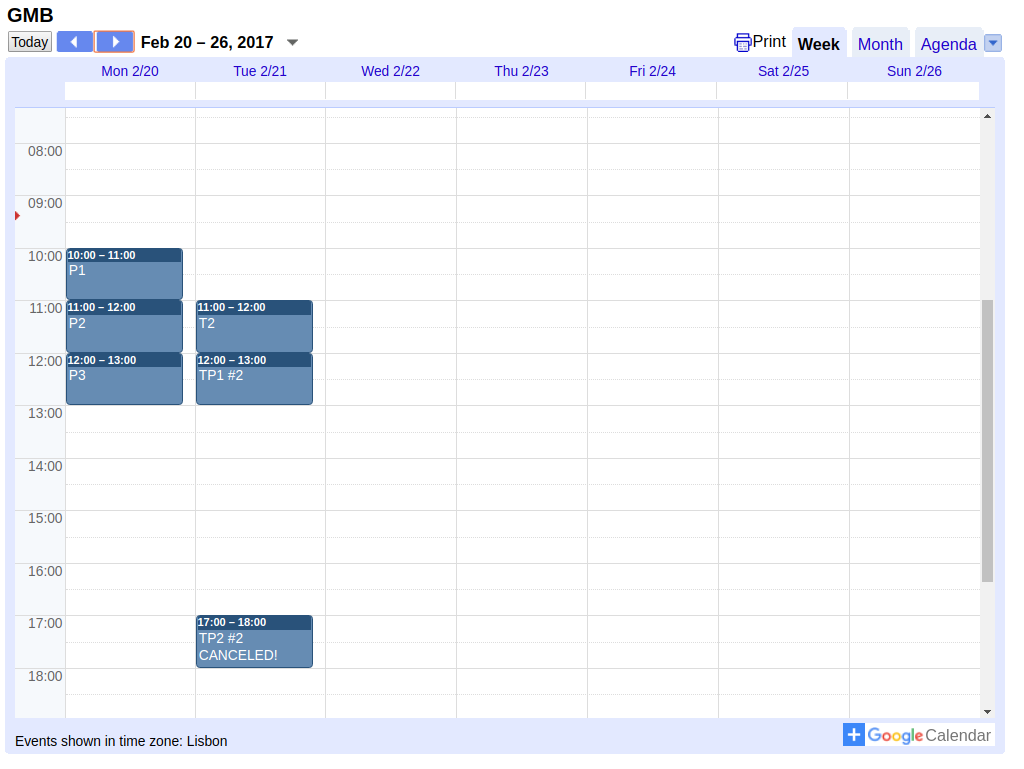 GMB
Today Feb 20 – 26, 2017 Print Week Month Agenda
Mon 2/20 Tue 2/21 Wed 2/22 Thu 2/23 Fri 2/24 Sat 2/25 Sun 2/26
08:00
09:00
10:00 10:00 – 11:00
P1
11:00 11:00 – 12:00 11:00 – 12:00
P2 T2
12:00 12:00 – 13:00 12:00 – 13:00
P3 TP1 #2
13:00
14:00
15:00
16:00
17:00 17:00 – 18:00
TP2 #2
CANCELED!
18:00
Events shown in time zone: Lisbon
Google Calendar